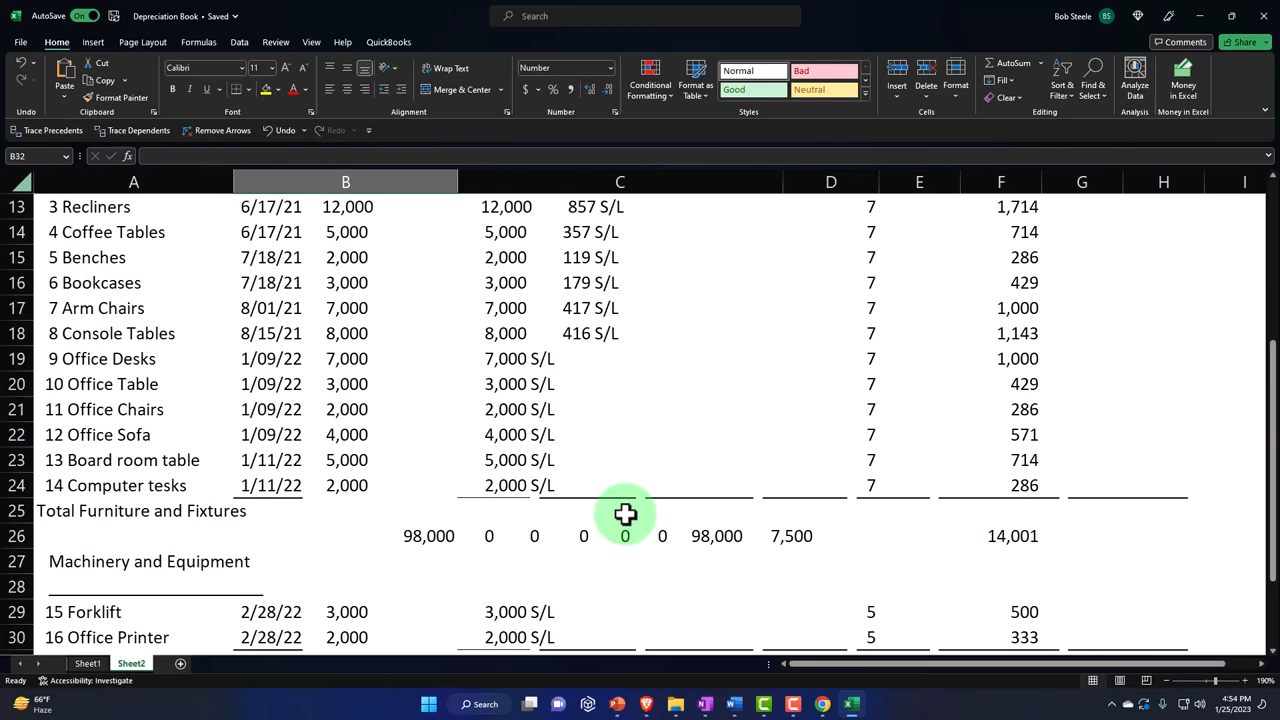 AutoSave On Depreciation Book • Saved Search Bob Steele BS
File Home Insert Page Layout Formulas Data Review View Help QuickBooks Comments Share
Paste Cut Copy Format Painter Calibri 11 Wrap Text Merge & Center Number Conditional Formatting Format as Table Normal Bad Good Neutral Insert Delete Format AutoSum Fill Clear Sort & Filter Find & Select Analyze Data Money in Excel
Undo Clipboard Font Alignment Number Styles Cells Editing Analysis Money in Excel
Trace Precedents Trace Dependents Remove Arrows Undo Redo
B32 fx
A B C D E F G H I
13 3 Recliners 6/17/21 12,000 12,000 857 S/L 7 1,714
14 4 Coffee Tables 6/17/21 5,000 5,000 357 S/L 7 714
15 5 Benches 7/18/21 2,000 2,000 119 S/L 7 286
16 6 Bookcases 7/18/21 3,000 3,000 179 S/L 7 429
17 7 Arm Chairs 8/01/21 7,000 7,000 417 S/L 7 1,000
18 8 Console Tables 8/15/21 8,000 8,000 416 S/L 7 1,143
19 9 Office Desks 1/09/22 7,000 7,000 S/L 7 1,000
20 10 Office Table 1/09/22 3,000 3,000 S/L 7 429
21 11 Office Chairs 1/09/22 2,000 2,000 S/L 7 286
22 12 Office Sofa 1/09/22 4,000 4,000 S/L 7 571
23 13 Board room table 1/11/22 5,000 5,000 S/L 7 714
24 14 Computer tesks 1/11/22 2,000 2,000 S/L 7 286
25 Total Furniture and Fixtures
26 98,000 0 0 0 0 0 98,000 7,500 14,001
27 Machinery and Equipment
28
29 15 Forklift 2/28/22 3,000 3,000 S/L 5 500
30 16 Office Printer 2/28/22 2,000 2,000 S/L 5 333
Sheet1 Sheet2
Ready Accessibility: Investigate 190%
66°F Haze Search 4:54 PM 1/25/2023